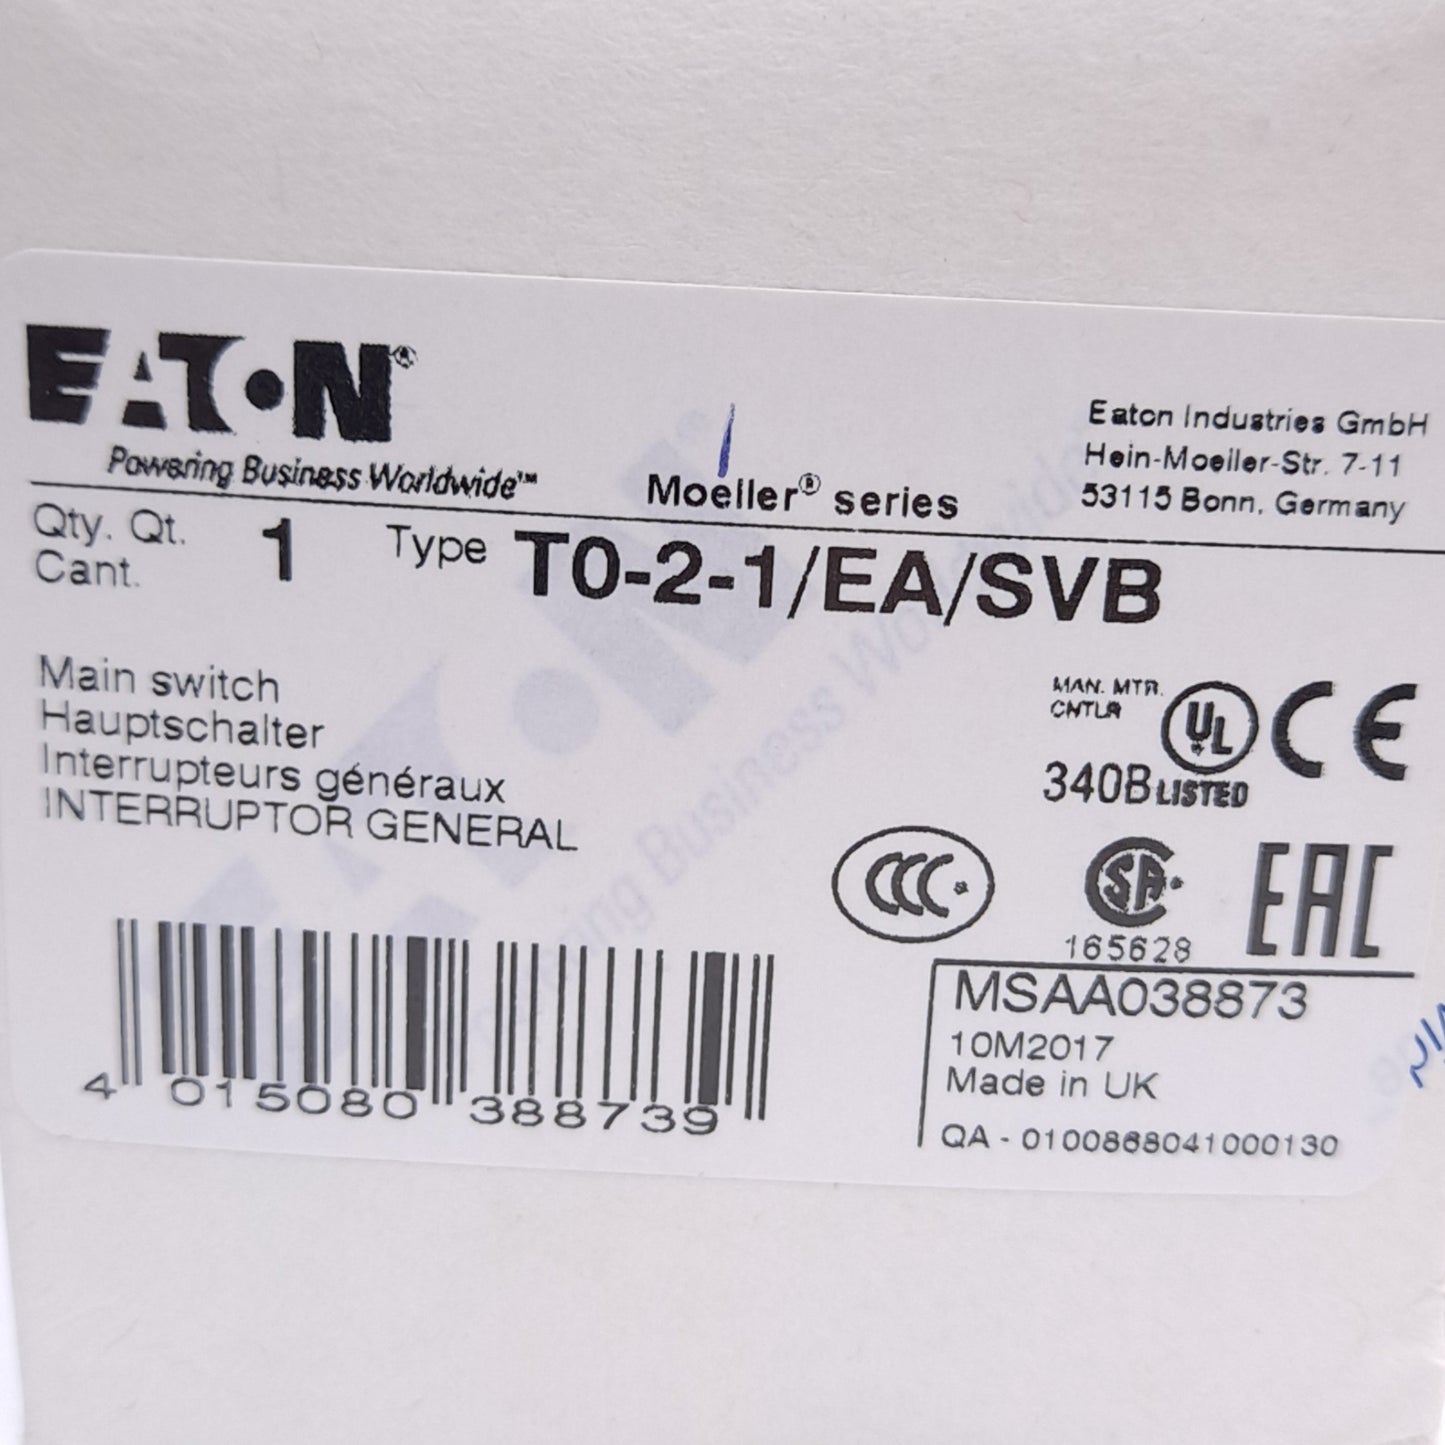 EATON®
Powering Business Worldwide™
Moeller® series
Eaton Industries GmbH
Hein-Moeller-Str. 7-11
53115 Bonn, Germany
Qty. Qt.
Cant.
1
Type T0-2-1/EA/SVB
Main switch
Hauptschalter
Interrupteurs généraux
INTERRUPTOR GENERAL
MAN. MTR.
CNTLR
UL
CE
340B LISTED
CCC
SA
165628
EAC
4 015080 388739
MSAA038873
10M2017
Made in UK
QA - 0100868041000130